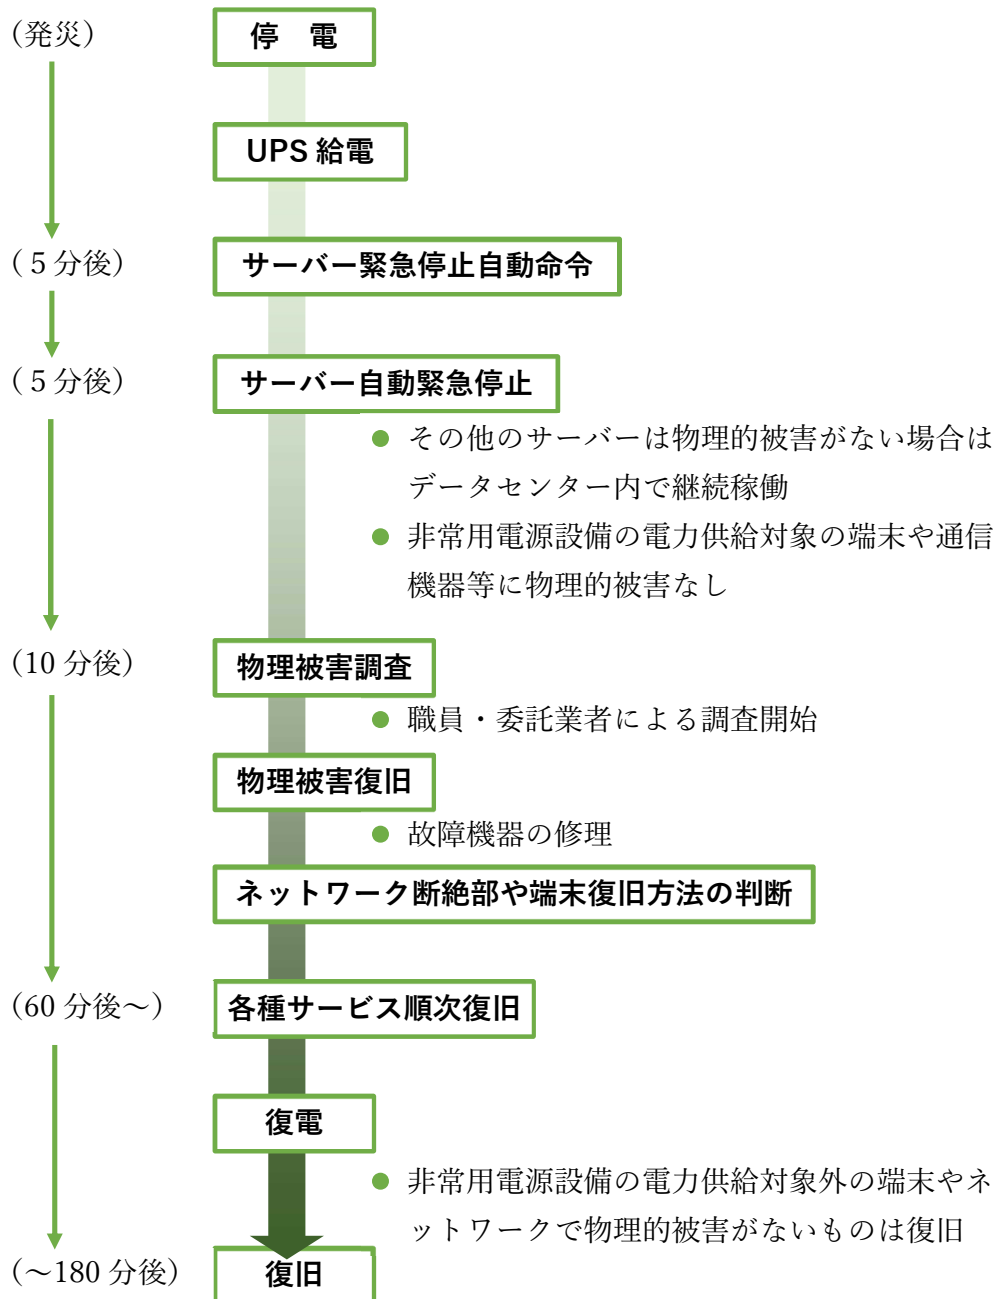 （発災）
停　電
UPS 給電
（５分後）
サーバー緊急停止自動命令
（５分後）
サーバー自動緊急停止
● その他のサーバーは物理的被害がない場合は
データセンター内で継続稼働
● 非常用電源設備の電力供給対象の端末や通信
機器等に物理的被害なし
（10 分後）
物理被害調査
● 職員・委託業者による調査開始
物理被害復旧
● 故障機器の修理
ネットワーク断絶部や端末復旧方法の判断
（60 分後～）
各種サービス順次復旧
復電
● 非常用電源設備の電力供給対象外の端末やネ
ットワークで物理的被害がないものは復旧
（～180 分後）
復旧